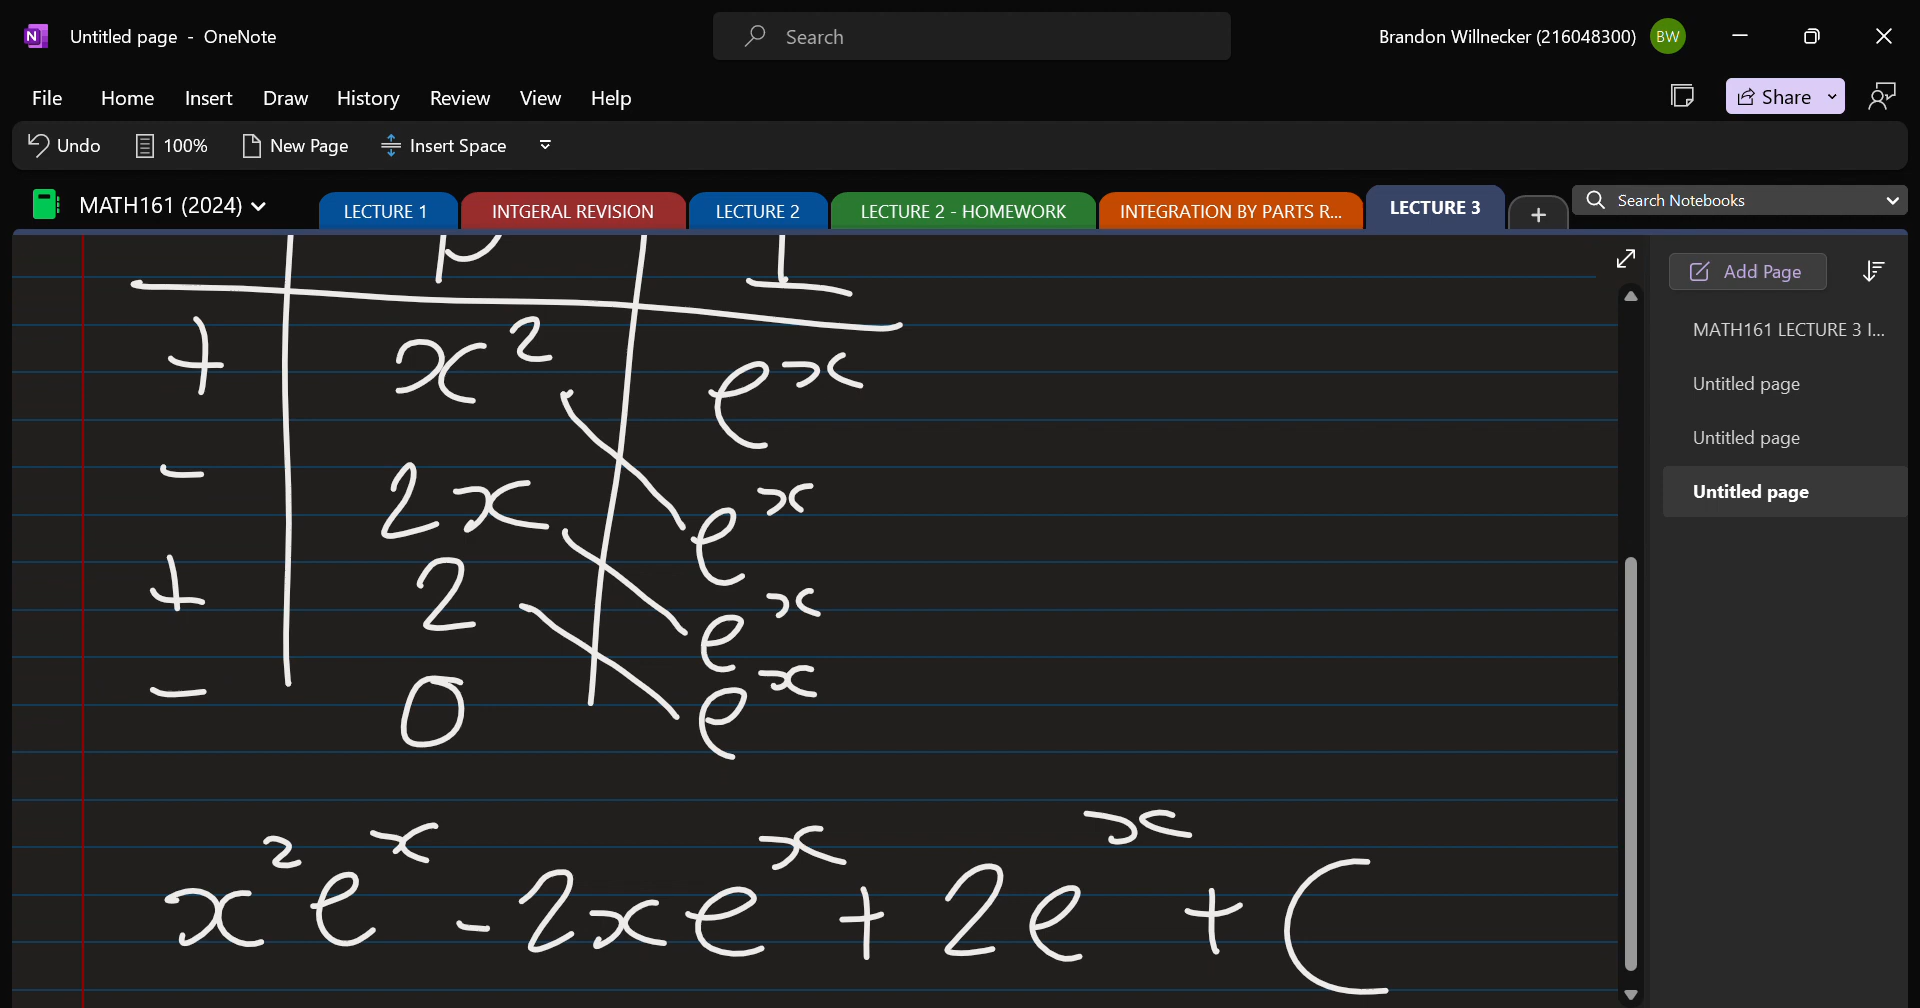 Untitled page - OneNote
Search
Brandon Willnecker (216048300) BW
File Home Insert Draw History Review View Help
Share
Undo 100% New Page Insert Space
MATH161 (2024)
LECTURE 1 INTGERAL REVISION LECTURE 2 LECTURE 2 - HOMEWORK INTEGRATION BY PARTS R... LECTURE 3 +
Search Notebooks
Add Page
MATH161 LECTURE 3 I...
Untitled page
Untitled page
Untitled page
D I
+ x² eˣ
- 2x eˣ
+ 2 eˣ
- 0 eˣ
x²eˣ - 2xeˣ + 2eˣ + C